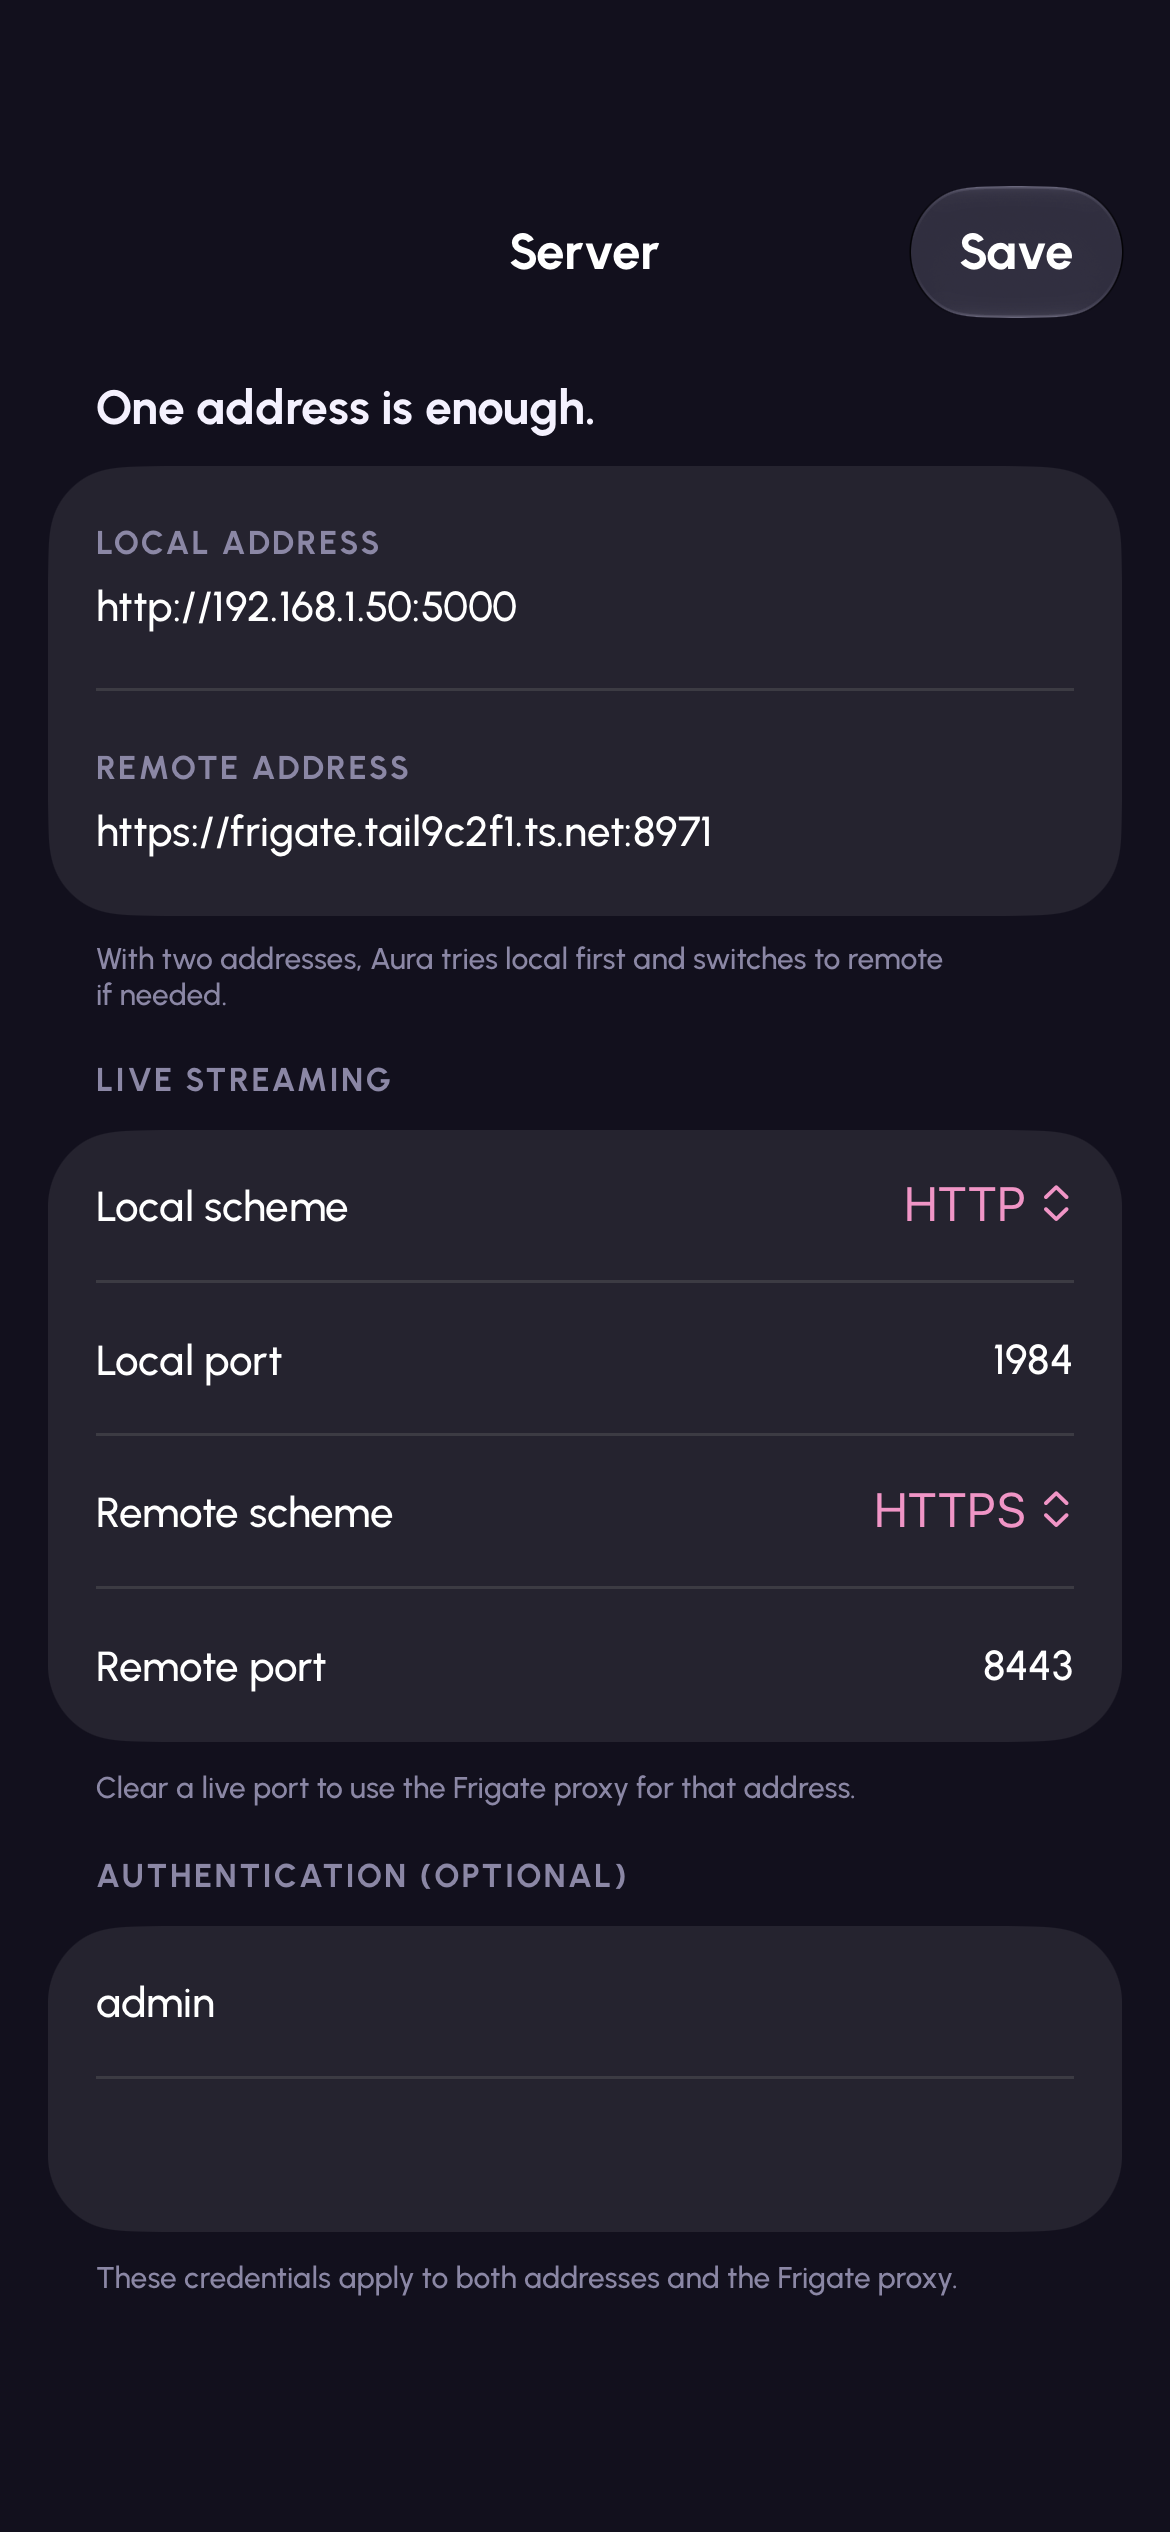 Server
Save
One address is enough.
LOCAL ADDRESS
http://192.168.1.50:5000
REMOTE ADDRESS
https://frigate.tail9c2f1.ts.net:8971
With two addresses, Aura tries local first and switches to remote
if needed.
LIVE STREAMING
Local scheme HTTP
Local port 1984
Remote scheme HTTPS
Remote port 8443
Clear a live port to use the Frigate proxy for that address.
AUTHENTICATION (OPTIONAL)
admin
These credentials apply to both addresses and the Frigate proxy.